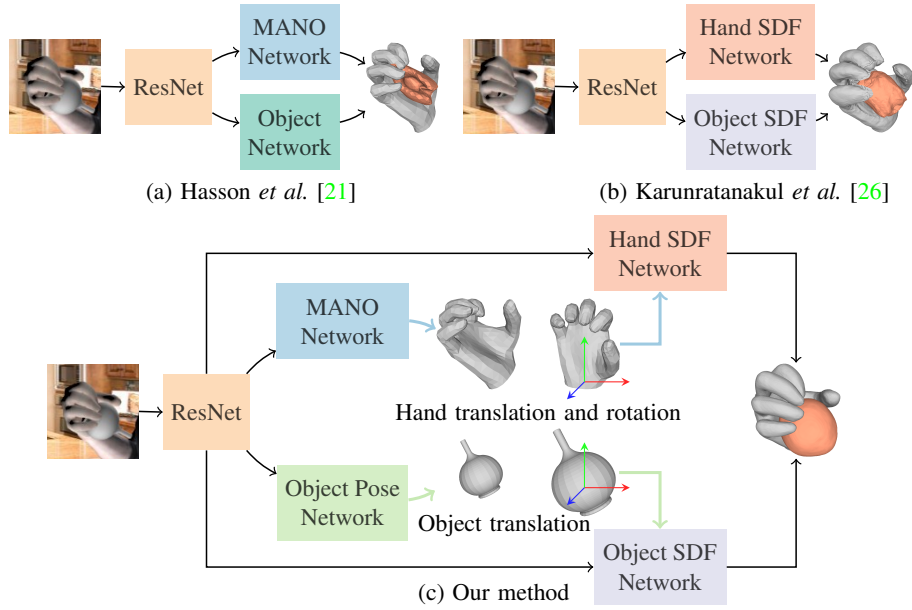 MANO
Network
ResNet
Object
Network
(a) Hasson et al. [21]
Hand SDF
Network
ResNet
Object SDF
Network
(b) Karunratanakul et al. [26]
Hand SDF
Network
MANO
Network
ResNet
Hand translation and rotation
Object Pose
Network
Object translation
Object SDF
Network
(c) Our method